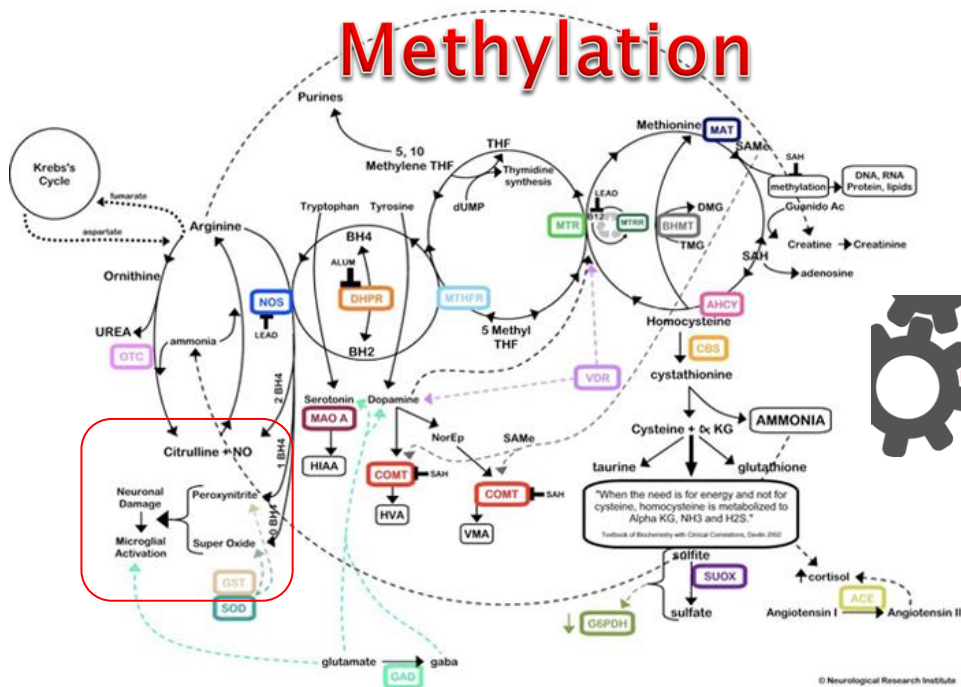 Methylation
Purines
5, 10
Methylene THF
THF
Thymidine
synthesis
dUMP
Methionine
MAT
SAMe
SAH
methylation
DNA, RNA
Protein, lipids
Guanido Ac
Creatine
Creatinine
SAH
adenosine
Krebs's
Cycle
fumarate
aspartate
Arginine
Tryptophan
Tyrosine
LEAD
B12
MTR
MTRR
BHMT
DMG
TMG
BH4
ALUM
DHPR
MTHFR
BH2
Ornithine
NOS
LEAD
UREA
OTC
ammonia
5 Methyl
THF
AHCY
Homocysteine
CBS
cystathionine
VDR
2 BH4
1 BH4
0 BH4
Serotonin
Dopamine
MAO A
HIAA
NorEp
SAMe
COMT
SAH
HVA
COMT
SAH
VMA
Cysteine + α KG
AMMONIA
taurine
glutathione
"When the need is for energy and not for
cysteine, homocysteine is metabolized to
Alpha KG, NH3 and H2S."
Textbook of Biochemistry with Clinical Correlations, Devlin 2002
Citrulline + NO
Neuronal
Damage
Peroxynitrite
Microglial
Activation
Super Oxide
GST
SOD
sulfite
SUOX
sulfate
G6PDH
cortisol
ACE
Angiotensin I
Angiotensin II
glutamate
gaba
GAD
© Neurological Research Institute